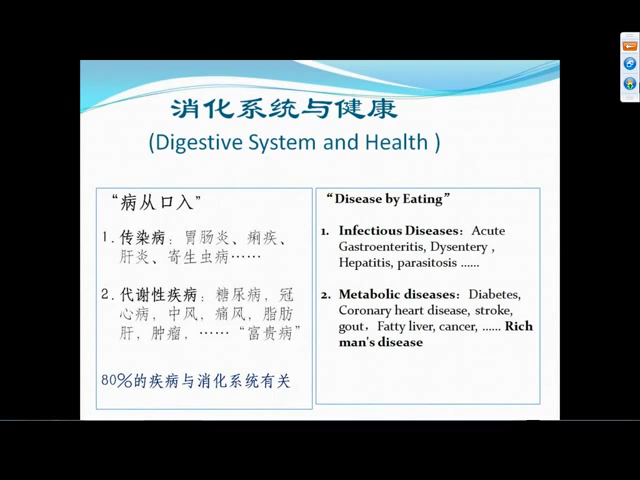 消化系统与健康
(Digestive System and Health )
“病从口入”
1. 传染病：胃肠炎、痢疾、
肝炎、寄生虫病……
2. 代谢性疾病：糖尿病，冠
心病，中风，痛风，脂肪
肝，肿瘤，……“富贵病”
80%的疾病与消化系统有关
“Disease by Eating”
1. Infectious Diseases：Acute
Gastroenteritis, Dysentery ,
Hepatitis, parasitosis ……
2. Metabolic diseases：Diabetes,
Coronary heart disease, stroke,
gout，Fatty liver, cancer, …… Rich
man's disease